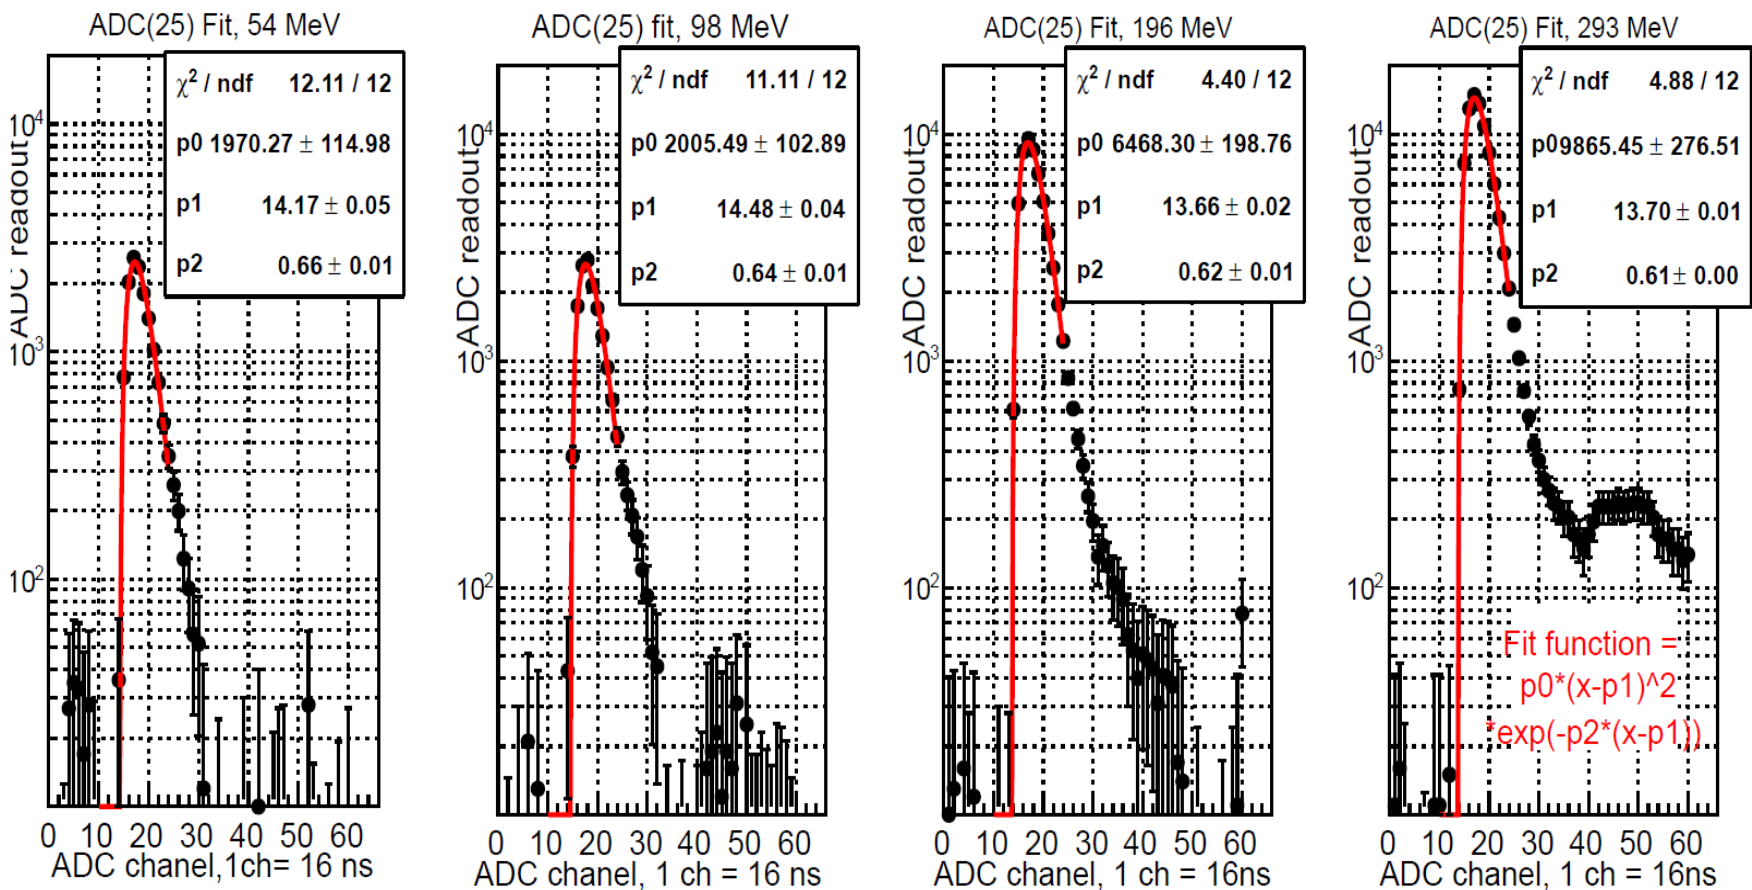 ADC(25) Fit, 54 MeV
χ² / ndf 12.11 / 12
p0 1970.27 ± 114.98
p1 14.17 ± 0.05
p2 0.66 ± 0.01
ADC readout
10⁴
10³
10²
0 10 20 30 40 50 60
ADC chanel,1ch= 16 ns
ADC(25) fit, 98 MeV
χ² / ndf 11.11 / 12
p0 2005.49 ± 102.89
p1 14.48 ± 0.04
p2 0.64 ± 0.01
ADC readout
10⁴
10³
10²
0 10 20 30 40 50 60
ADC chanel, 1 ch = 16 ns
ADC(25) Fit, 196 MeV
χ² / ndf 4.40 / 12
p0 6468.30 ± 198.76
p1 13.66 ± 0.02
p2 0.62 ± 0.01
ADC readout
10⁴
10³
10²
0 10 20 30 40 50 60
ADC channel, 1 ch = 16ns
ADC(25) Fit, 293 MeV
χ² / ndf 4.88 / 12
p0 9865.45 ± 276.51
p1 13.70 ± 0.01
p2 0.61 ± 0.00
ADC readout
10⁴
10³
10²
Fit function =
p0*(x-p1)^2
*exp(-p2*(x-p1))
0 10 20 30 40 50 60
ADC channel, 1 ch = 16ns